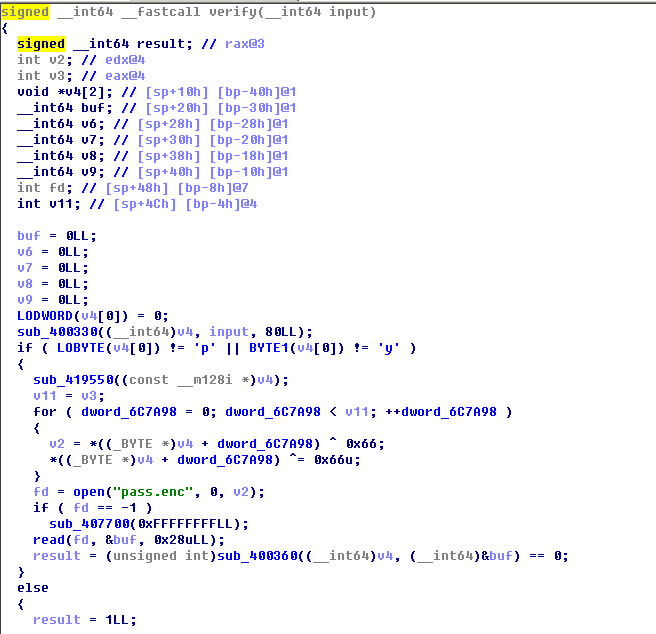 signed __int64 __fastcall verify(__int64 input)
{
  signed __int64 result; // rax@3
  int v2; // edx@4
  int v3; // eax@4
  void *v4[2]; // [sp+10h] [bp-40h]@1
  __int64 buf; // [sp+20h] [bp-30h]@1
  __int64 v6; // [sp+28h] [bp-28h]@1
  __int64 v7; // [sp+30h] [bp-20h]@1
  __int64 v8; // [sp+38h] [bp-18h]@1
  __int64 v9; // [sp+40h] [bp-10h]@1
  int fd; // [sp+48h] [bp-8h]@7
  int v11; // [sp+4Ch] [bp-4h]@4

  buf = 0LL;
  v6 = 0LL;
  v7 = 0LL;
  v8 = 0LL;
  v9 = 0LL;
  LODWORD(v4[0]) = 0;
  sub_400330((__int64)v4, input, 80LL);
  if ( LOBYTE(v4[0]) != 'p' || BYTE1(v4[0]) != 'y' )
  {
    sub_419550((const __m128i *)v4);
    v11 = v3;
    for ( dword_6C7A98 = 0; dword_6C7A98 < v11; ++dword_6C7A98 )
    {
      v2 = *((_BYTE *)v4 + dword_6C7A98) ^ 0x66;
      *((_BYTE *)v4 + dword_6C7A98) ^= 0x66u;
    }
    fd = open("pass.enc", 0, v2);
    if ( fd == -1 )
      sub_407700(0xFFFFFFFFLL);
    read(fd, &buf, 0x28uLL);
    result = (unsigned int)sub_400360((__int64)v4, (__int64)&buf) == 0;
  }
  else
  {
    result = 1LL;